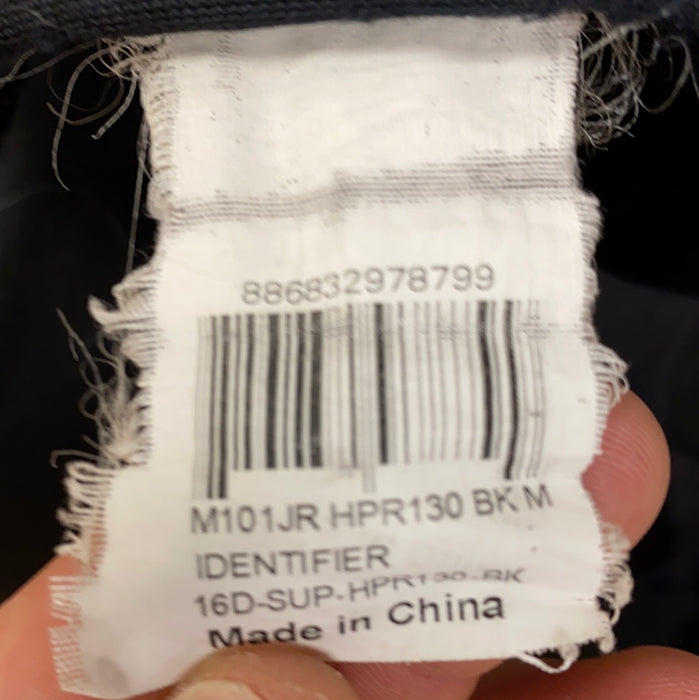 886832978799
M101JR HPR130 BK M
IDENTIFIER
16D-SUP-HPR130-BK
Made in China